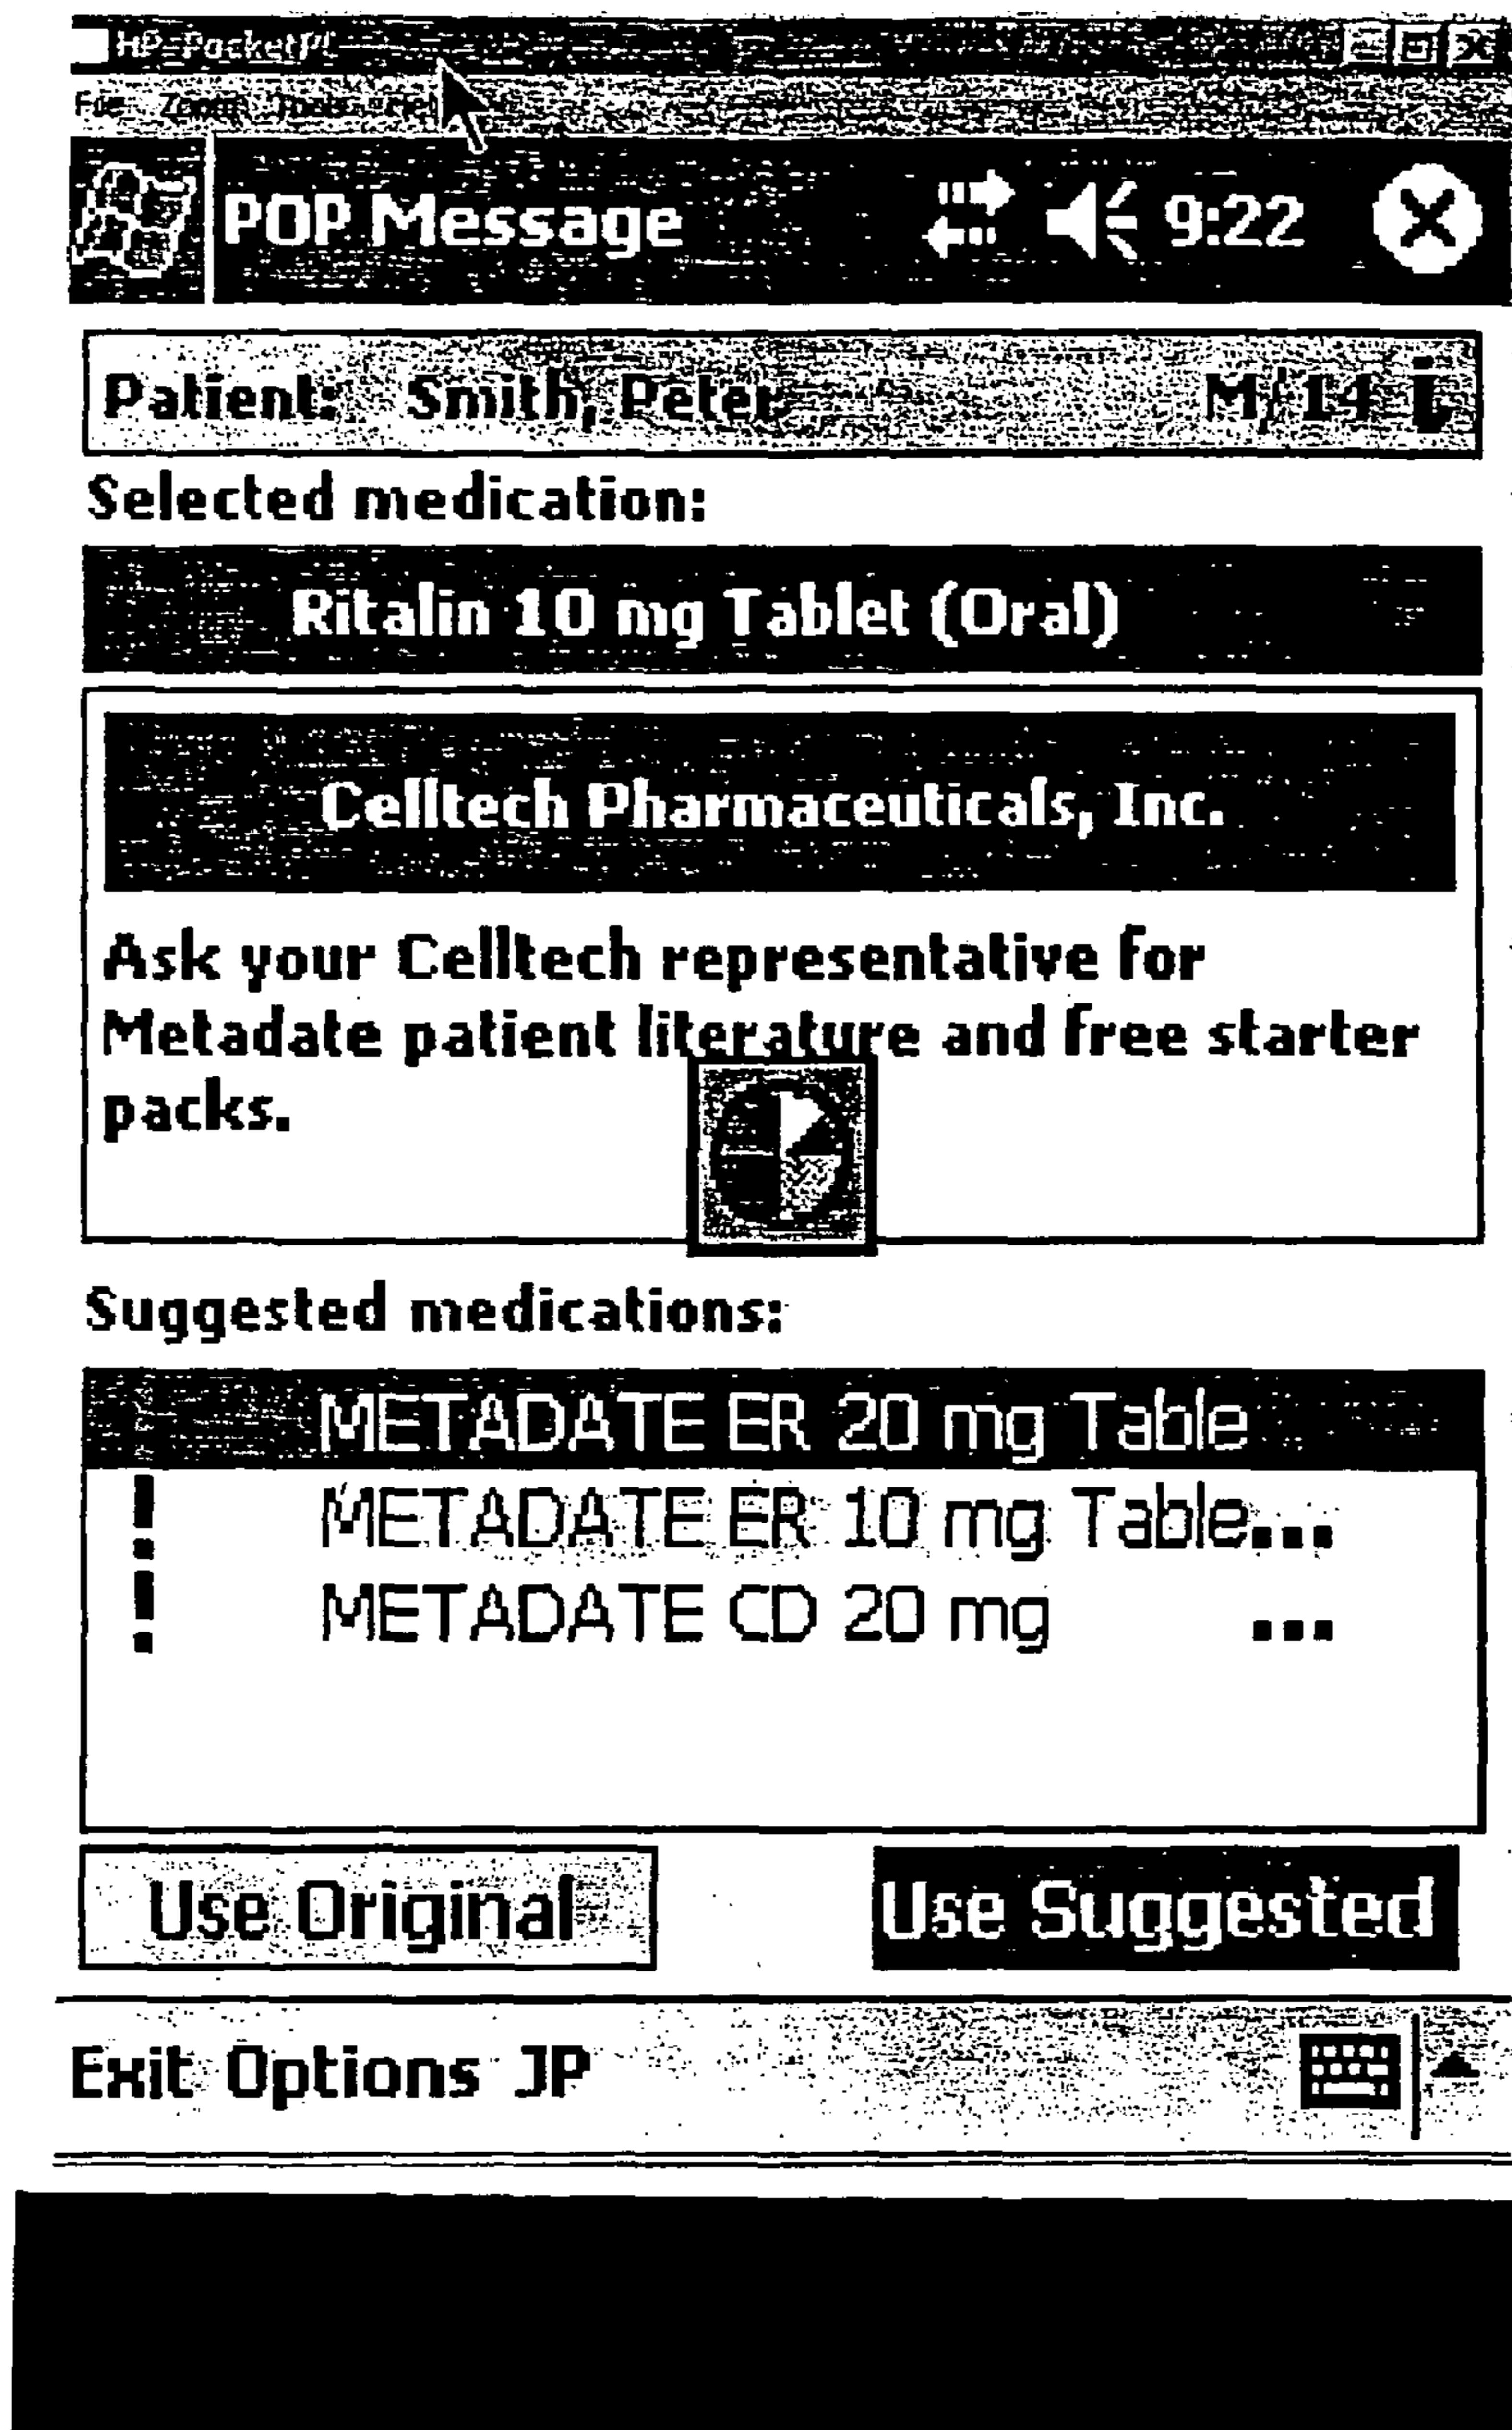 POP Message 9:22
Patient: Smith, Peter M/14 i
Selected medication:
Ritalin 10 mg Tablet (Oral)
Celltech Pharmaceuticals, Inc.
Ask your Celltech representative for
Metadate patient literature and free starter
packs.
Suggested medications:
METADATE ER 20 mg Table
! METADATE ER 10 mg Table...
! METADATE CD 20 mg ...
Use Original Use Suggested
Exit Options JP